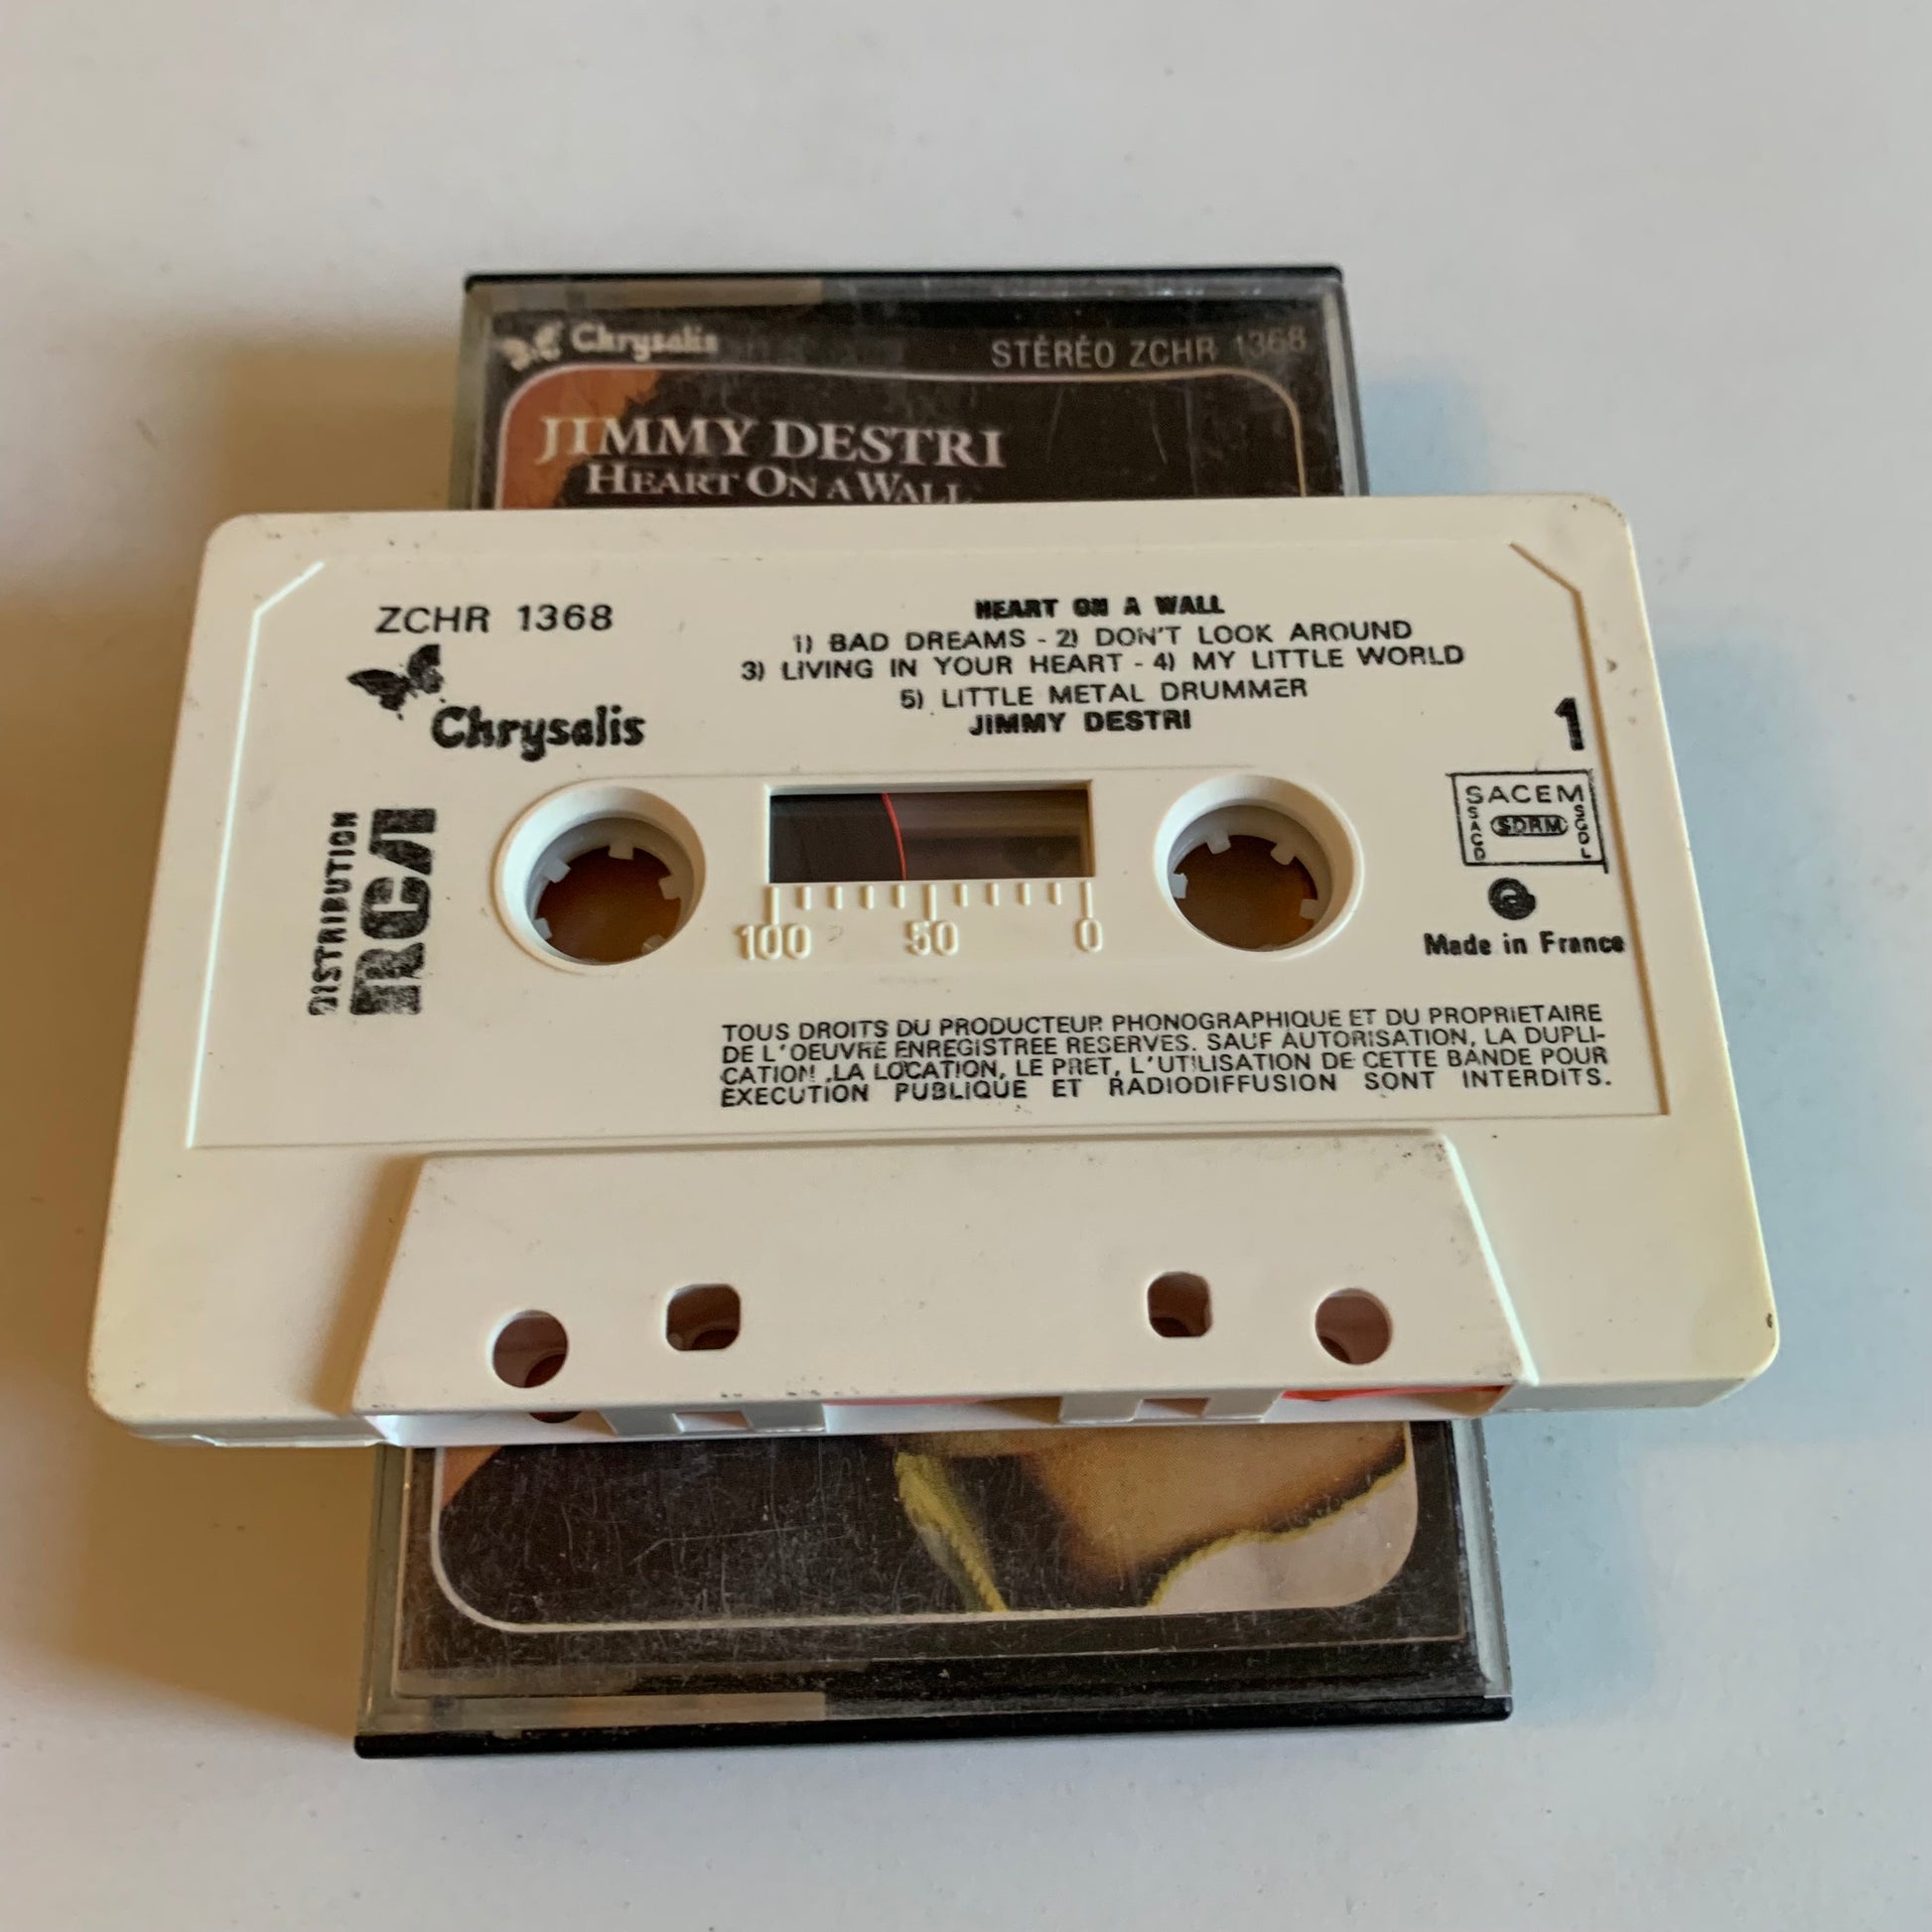 Chrysalis
STÉRÉO ZCHR 1368
JIMMY DESTRI
HEART ON A WALL
ZCHR 1368
Chrysalis
HEART ON A WALL
1) BAD DREAMS - 2) DON'T LOOK AROUND
3) LIVING IN YOUR HEART - 4) MY LITTLE WORLD
5) LITTLE METAL DRUMMER
JIMMY DESTRI
1
DISTRIBUTION
RCA
100 50 0
SACEM
SACD
SDRM
SGDL
Made in France
TOUS DROITS DU PRODUCTEUR PHONOGRAPHIQUE ET DU PROPRIETAIRE
DE L'OEUVRE ENREGISTREE RESERVES. SAUF AUTORISATION, LA DUPLI-
CATION ,LA LOCATION, LE PRET, L'UTILISATION DE CETTE BANDE POUR
EXECUTION PUBLIQUE ET RADIODIFFUSION SONT INTERDITS.